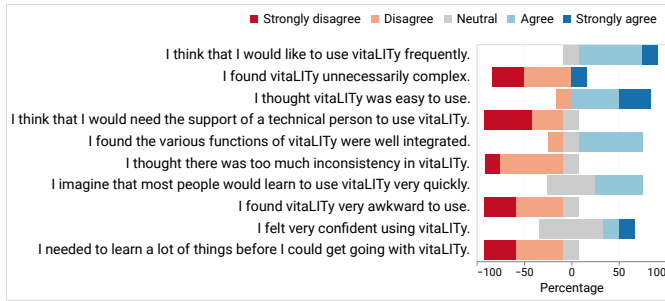 Strongly disagree Disagree Neutral Agree Strongly agree
I think that I would like to use vitaLITy frequently.
I found vitaLITy unnecessarily complex.
I thought vitaLITy was easy to use.
I think that I would need the support of a technical person to use vitaLITy.
I found the various functions of vitaLITy were well integrated.
I thought there was too much inconsistency in vitaLITy.
I imagine that most people would learn to use vitaLITy very quickly.
I found vitaLITy very awkward to use.
I felt very confident using vitaLITy.
I needed to learn a lot of things before I could get going with vitaLITy.
−100 −50 0 50 100
Percentage